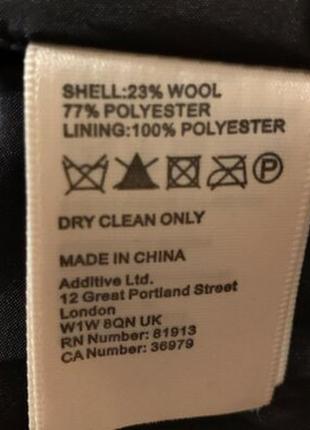 SHELL:23% WOOL
77% POLYESTER
LINING:100% POLYESTER
P
DRY CLEAN ONLY
MADE IN CHINA
Additive Ltd.
12 Great Portland Street
London
W1W 8QN UK
RN Number: 81913
CA Number: 36979